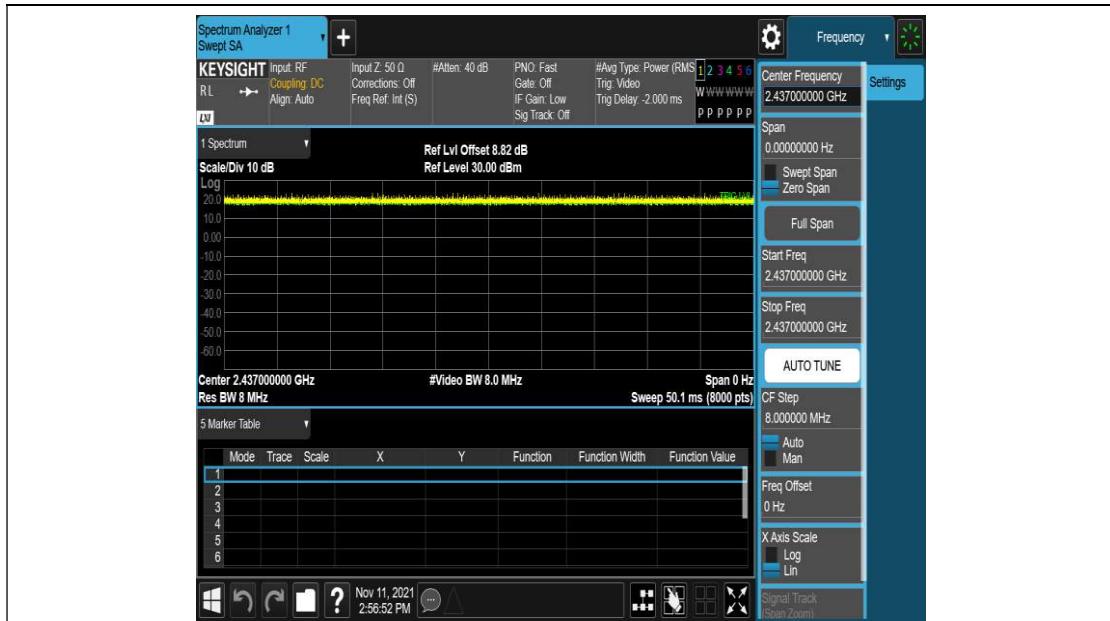 Spectrum Analyzer 1
Swept SA
+
Frequency
KEYSIGHT
RL
LXI
Input: RF
Coupling: DC
Align: Auto
Input Z: 50 Ω
Corrections: Off
Freq Ref: Int (S)
#Atten: 40 dB
PNO: Fast
Gate: Off
IF Gain: Low
Sig Track: Off
#Avg Type: Power (RMS
Trig: Video
Trig Delay: -2.000 ms
1 2 3 4 5 6
W W W W W W
P P P P P P
1 Spectrum
Scale/Div 10 dB
Ref Lvl Offset 8.82 dB
Ref Level 30.00 dBm
Log
20.0
10.0
0.00
-10.0
-20.0
-30.0
-40.0
-50.0
-60.0
TRIG LVL
Center 2.437000000 GHz
#Video BW 8.0 MHz
Span 0 Hz
Res BW 8 MHz
Sweep 50.1 ms (8000 pts)
5 Marker Table
Mode Trace Scale X Y Function Function Width Function Value
1
2
3
4
5
6
Nov 11, 2021
2:56:52 PM
?
Center Frequency
2.437000000 GHz
Span
0.00000000 Hz
Swept Span
Zero Span
Full Span
Start Freq
2.437000000 GHz
Stop Freq
2.437000000 GHz
AUTO TUNE
CF Step
8.000000 MHz
Auto
Man
Freq Offset
0 Hz
X Axis Scale
Log
Lin
Signal Track
(Span Zoom)
Settings